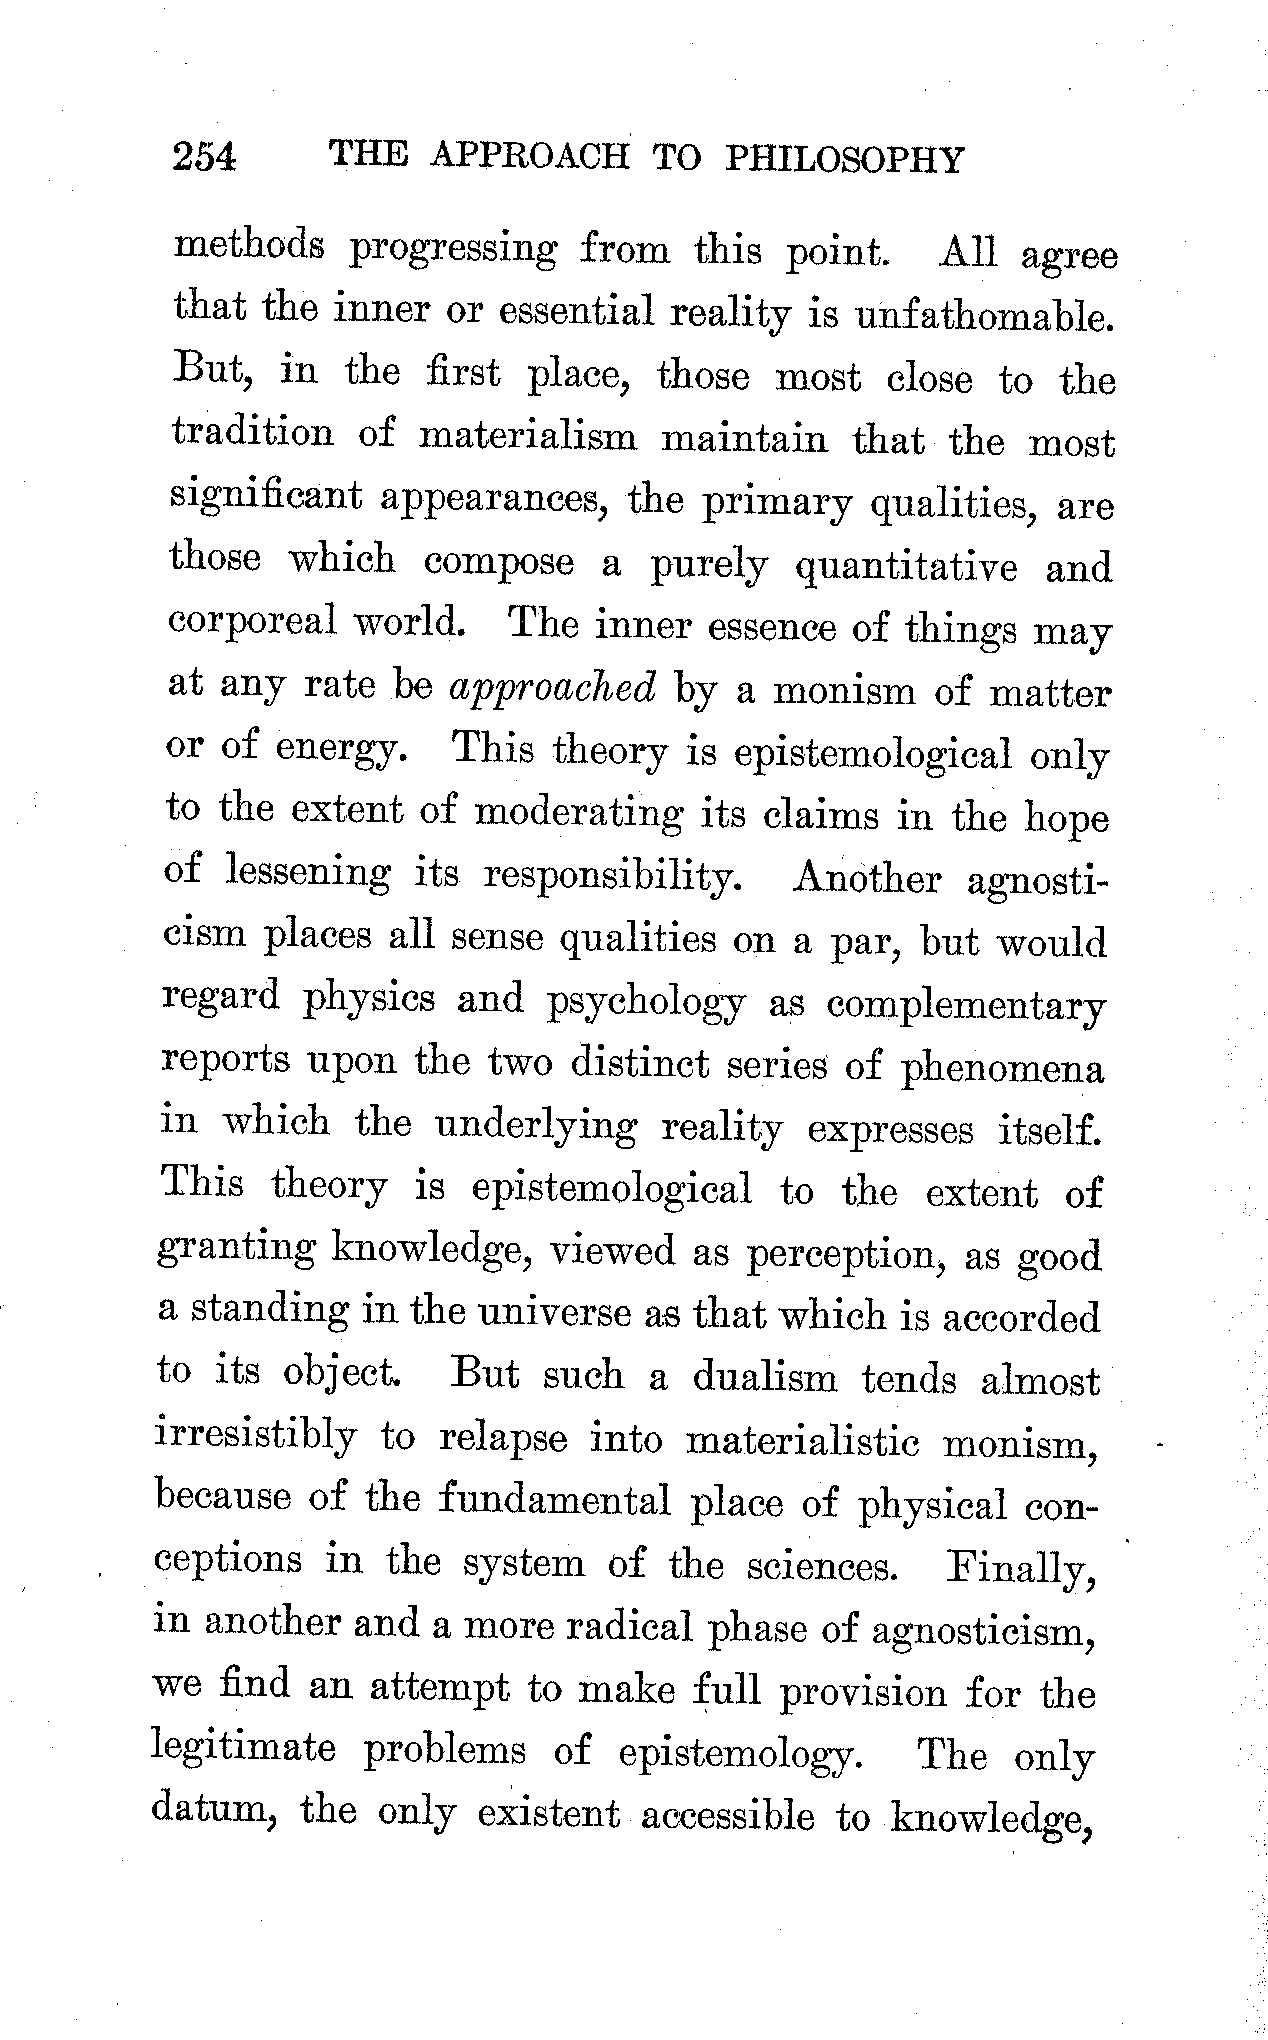 254 THE APPROACH TO PHILOSOPHY
methods progressing from this point. All agree
that the inner or essential reality is unfathomable.
But, in the first place, those most close to the
tradition of materialism maintain that the most
significant appearances, the primary qualities, are
those which compose a purely quantitative and
corporeal world. The inner essence of things may
at any rate be approached by a monism of matter
or of energy. This theory is epistemological only
to the extent of moderating its claims in the hope
of lessening its responsibility. Another agnosti-
cism places all sense qualities on a par, but would
regard physics and psychology as complementary
reports upon the two distinct series of phenomena
in which the underlying reality expresses itself.
This theory is epistemological to the extent of
granting knowledge, viewed as perception, as good
a standing in the universe as that which is accorded
to its object. But such a dualism tends almost
irresistibly to relapse into materialistic monism,
because of the fundamental place of physical con-
ceptions in the system of the sciences. Finally,
in another and a more radical phase of agnosticism,
we find an attempt to make full provision for the
legitimate problems of epistemology. The only
datum, the only existent accessible to knowledge,